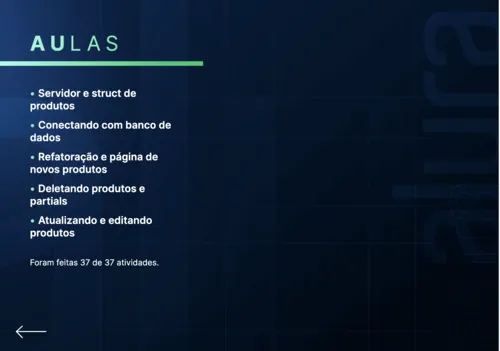 AULAS
• Servidor e struct de
produtos
• Conectando com banco de
dados
• Refatoração e página de
novos produtos
• Deletando produtos e
partials
• Atualizando e editando
produtos
Foram feitas 37 de 37 atividades.
alura